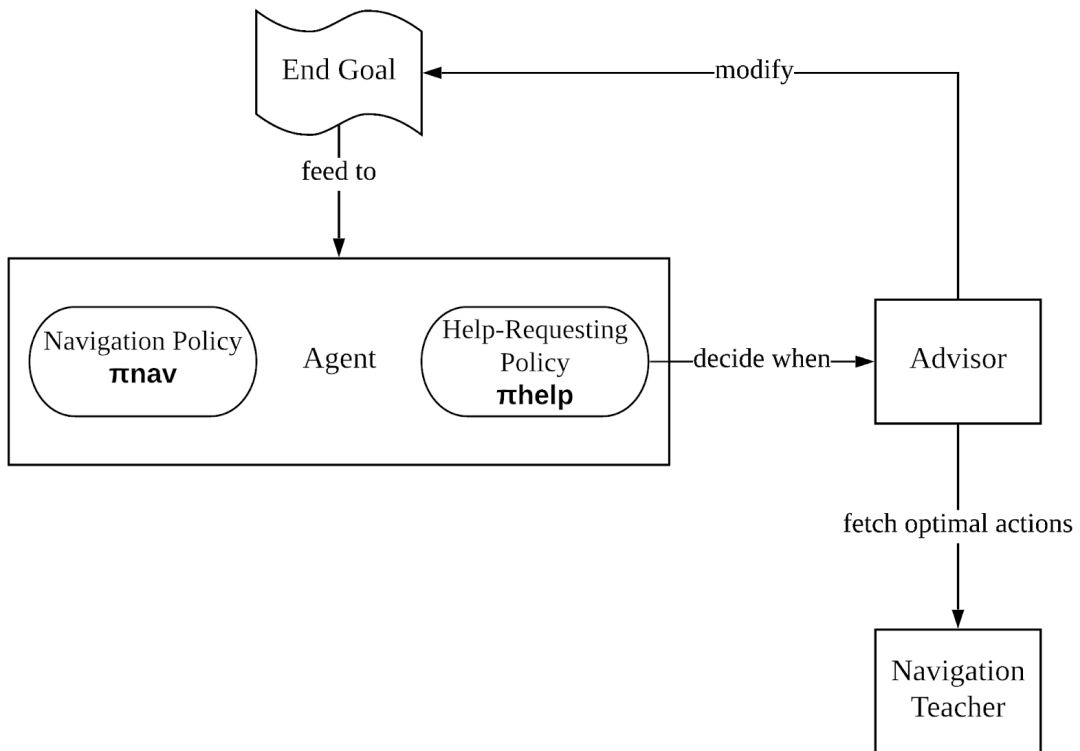 End Goal
modify
feed to
Navigation Policy
πnav
Agent
Help-Requesting
Policy
πhelp
decide when
Advisor
fetch optimal actions
Navigation
Teacher